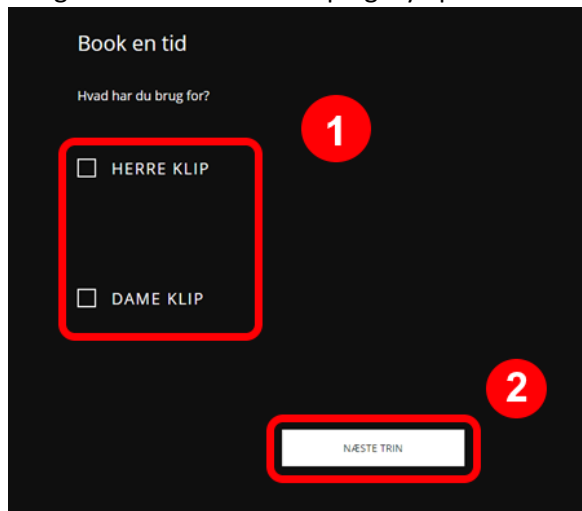 Book en tid
Hvad har du brug for?
1
HERRE KLIP
DAME KLIP
2
NÆSTE TRIN